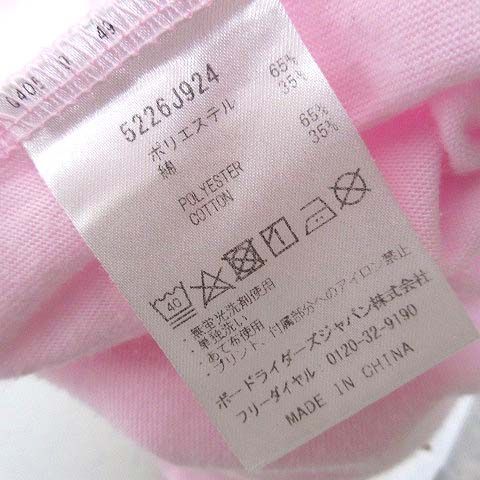 0405 49
5226J924
ポリエステル 65%
綿 35%
POLYESTER 65%
COTTON 35%
40
・無蛍光洗剤使用
・単独洗い
・あて布使用
・プリント、付属部分へのアイロン禁止
ボードライダーズジャパン株式会社
フリーダイヤル 0120-32-9190
MADE IN CHINA